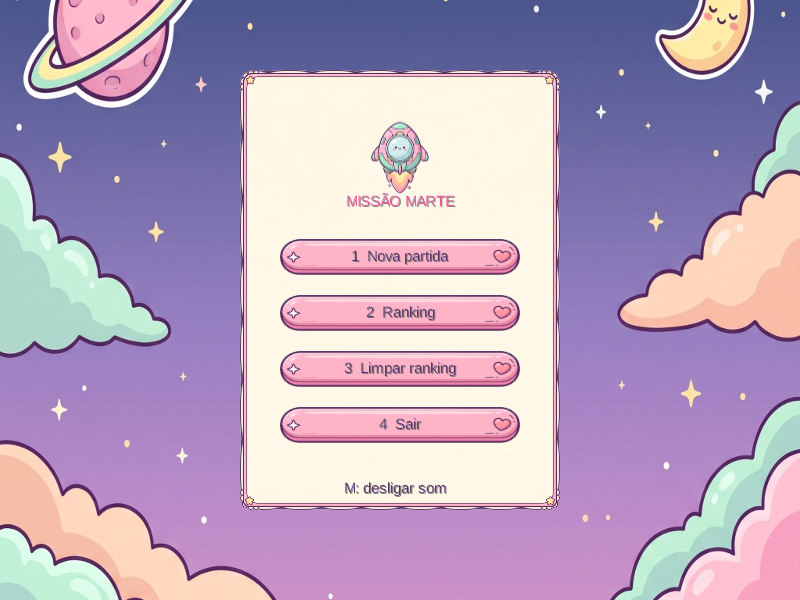 MISSÃO MARTE
1 Nova partida
2 Ranking
3 Limpar ranking
4 Sair
M: desligar som